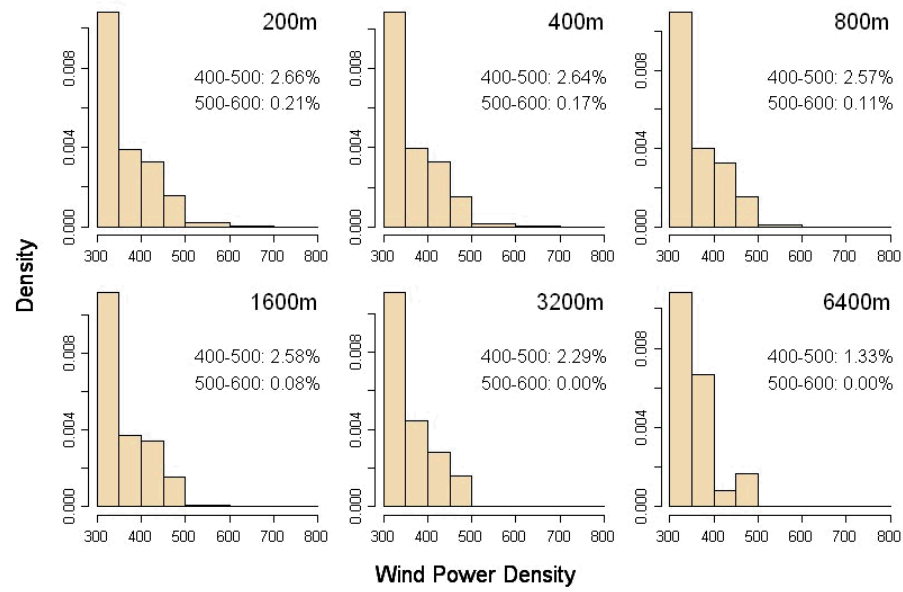 200m
400-500: 2.66%
500-600: 0.21%
0.000 0.004 0.008
300 400 500 600 700 800
400m
400-500: 2.64%
500-600: 0.17%
0.000 0.004 0.008
300 400 500 600 700 800
800m
400-500: 2.57%
500-600: 0.11%
0.000 0.004 0.008
300 400 500 600 700 800
Density
1600m
400-500: 2.58%
500-600: 0.08%
0.000 0.004 0.008
300 400 500 600 700 800
3200m
400-500: 2.29%
500-600: 0.00%
0.000 0.004 0.008
300 400 500 600 700 800
6400m
400-500: 1.33%
500-600: 0.00%
0.000 0.004 0.008
300 400 500 600 700 800
Wind Power Density